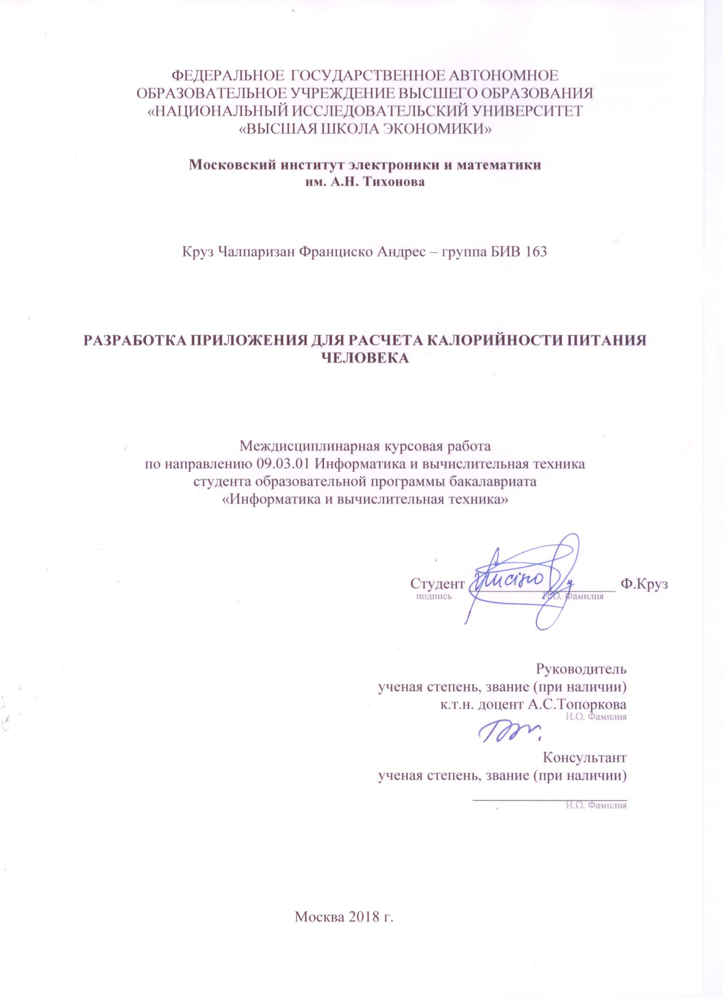 ФЕДЕРАЛЬНОЕ ГОСУДАРСТВЕННОЕ АВТОНОМНОЕ
ОБРАЗОВАТЕЛЬНОЕ УЧРЕЖДЕНИЕ ВЫСШЕГО ОБРАЗОВАНИЯ
«НАЦИОНАЛЬНЫЙ ИССЛЕДОВАТЕЛЬСКИЙ УНИВЕРСИТЕТ
«ВЫСШАЯ ШКОЛА ЭКОНОМИКИ»
Московский институт электроники и математики
им. А.Н. Тихонова
Круз Чалпаризан Франциско Андрес – группа БИВ 163
РАЗРАБОТКА ПРИЛОЖЕНИЯ ДЛЯ РАСЧЕТА КАЛОРИЙНОСТИ ПИТАНИЯ
ЧЕЛОВЕКА
Междисциплинарная курсовая работа
по направлению 09.03.01 Информатика и вычислительная техника
студента образовательной программы бакалавриата
«Информатика и вычислительная техника»
Студент Ф.Круз
подпись И.О. Фамилия
Руководитель
ученая степень, звание (при наличии)
к.т.н. доцент А.С.Топоркова
И.О. Фамилия
Консультант
ученая степень, звание (при наличии)
И.О. Фамилия
Москва 2018 г.